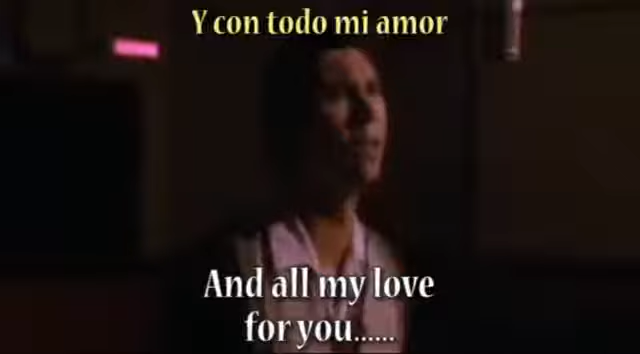 Y con todo mi amor
And all my love
for you......